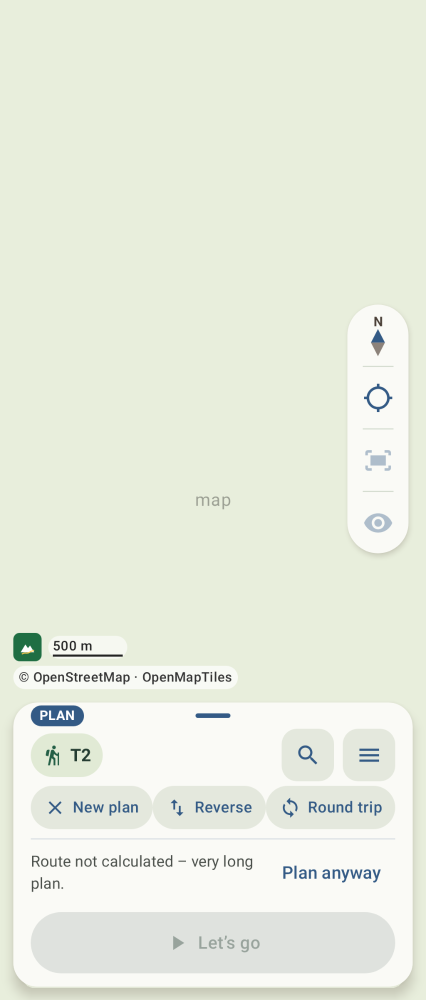 N
map
500 m
© OpenStreetMap · OpenMapTiles
PLAN
T2
New plan
Reverse
Round trip
Route not calculated – very long
plan.
Plan anyway
Let's go